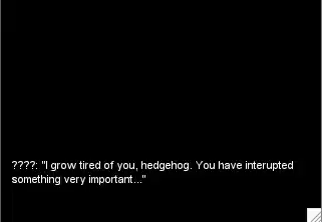 ????: "I grow tired of you, hedgehog. You have interupted
something very important..."